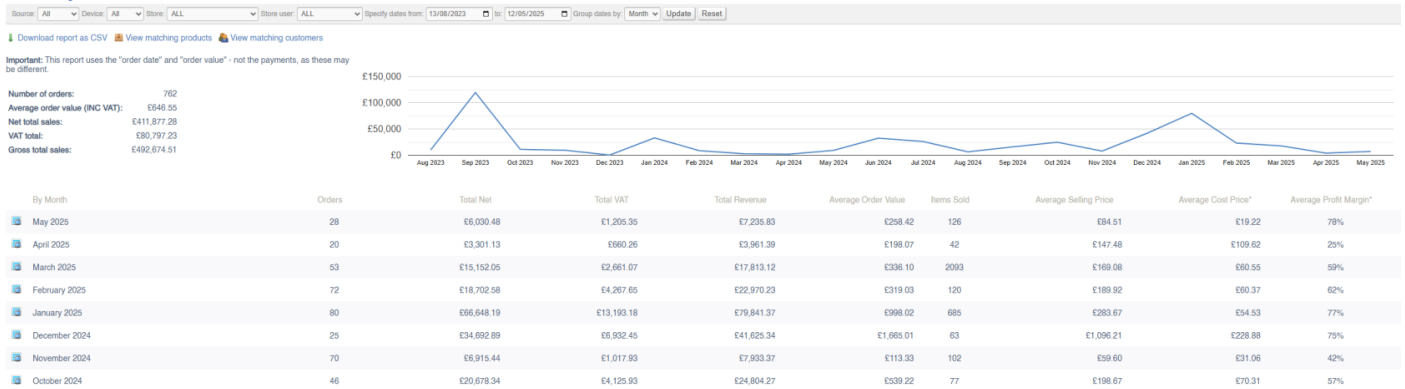 Source: All Device: All Store: ALL Store user: ALL Specify dates from: 13/08/2023 to: 12/05/2025 Group dates by: Month Update Reset
Download report as CSV View matching products View matching customers
Important: This report uses the "order date" and "order value" - not the payments, as these may
be different.
Number of orders: 762
Average order value (INC VAT): £646.55
Net total sales: £411,877.28
VAT total: £80,797.23
Gross total sales: £492,674.51
£150,000
£100,000
£50,000
£0
Aug 2023 Sep 2023 Oct 2023 Nov 2023 Dec 2023 Jan 2024 Feb 2024 Mar 2024 Apr 2024 May 2024 Jun 2024 Jul 2024 Aug 2024 Sep 2024 Oct 2024 Nov 2024 Dec 2024 Jan 2025 Feb 2025 Mar 2025 Apr 2025 May 2025
By Month Orders Total Net Total VAT Total Revenue Average Order Value Items Sold Average Selling Price Average Cost Price* Average Profit Margin*
May 2025 28 £6,030.48 £1,205.35 £7,235.83 £258.42 126 £84.51 £19.22 78%
April 2025 20 £3,301.13 £660.26 £3,961.39 £198.07 42 £147.48 £109.62 25%
March 2025 53 £15,152.05 £2,661.07 £17,813.12 £336.10 2093 £169.08 £60.55 59%
February 2025 72 £18,702.58 £4,267.65 £22,970.23 £319.03 120 £189.92 £60.37 62%
January 2025 80 £66,648.19 £13,193.18 £79,841.37 £998.02 685 £283.67 £54.53 77%
December 2024 25 £34,692.89 £6,932.45 £41,625.34 £1,665.01 63 £1,096.21 £228.88 75%
November 2024 70 £6,915.44 £1,017.93 £7,933.37 £113.33 102 £59.60 £31.06 42%
October 2024 46 £20,678.34 £4,125.93 £24,804.27 £539.22 77 £198.67 £70.31 57%